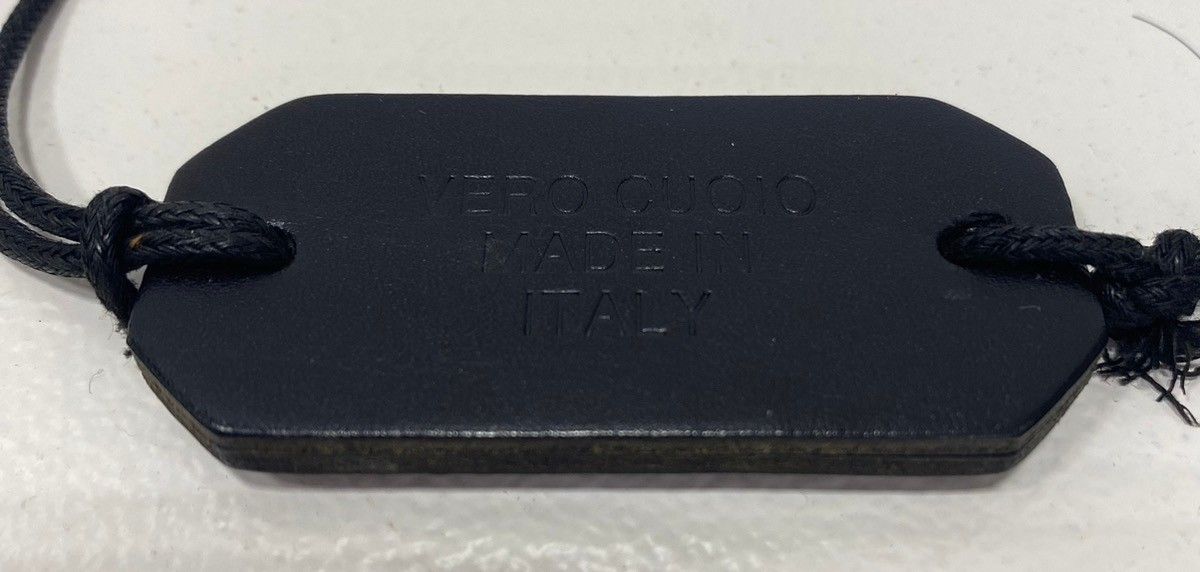 VERO CUOIO
MADE IN
ITALY